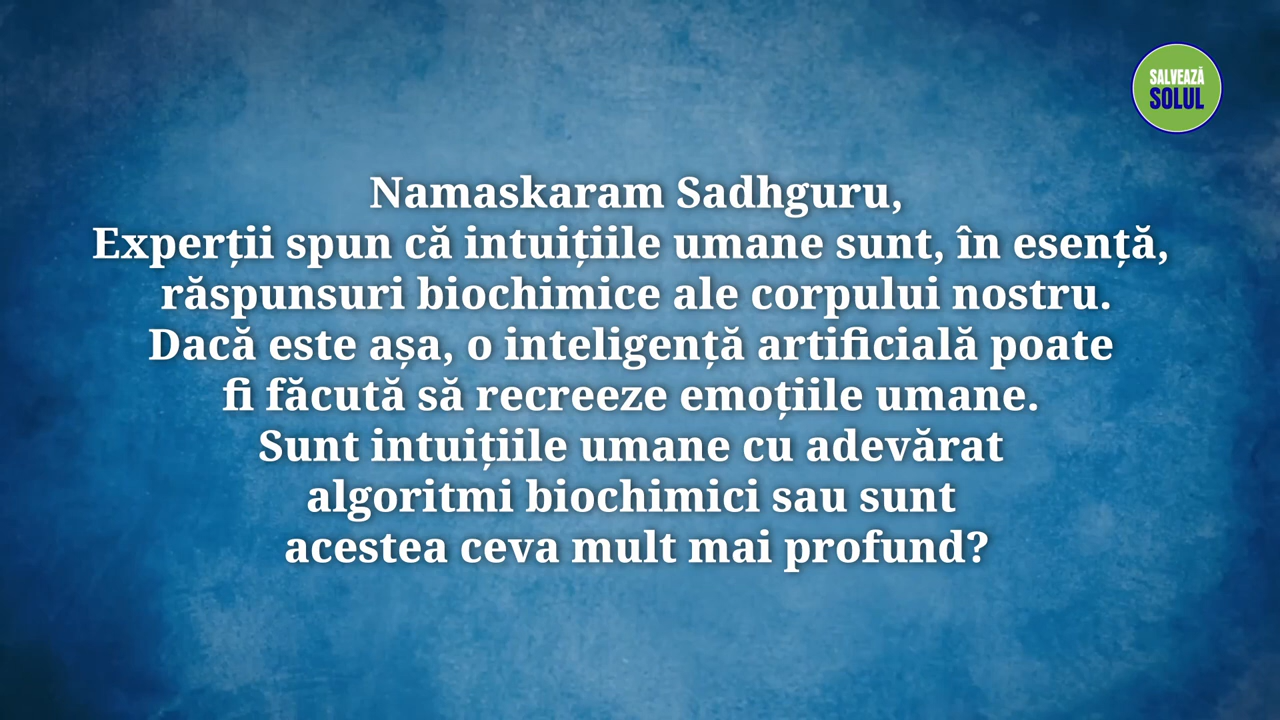 SALVEAZĂ
SOLUL
Namaskaram Sadhguru,
Experții spun că intuițiile umane sunt, în esență,
răspunsuri biochimice ale corpului nostru.
Dacă este așa, o inteligență artificială poate
fi făcută să recreeze emoțiile umane.
Sunt intuițiile umane cu adevărat
algoritmi biochimici sau sunt
acestea ceva mult mai profund?